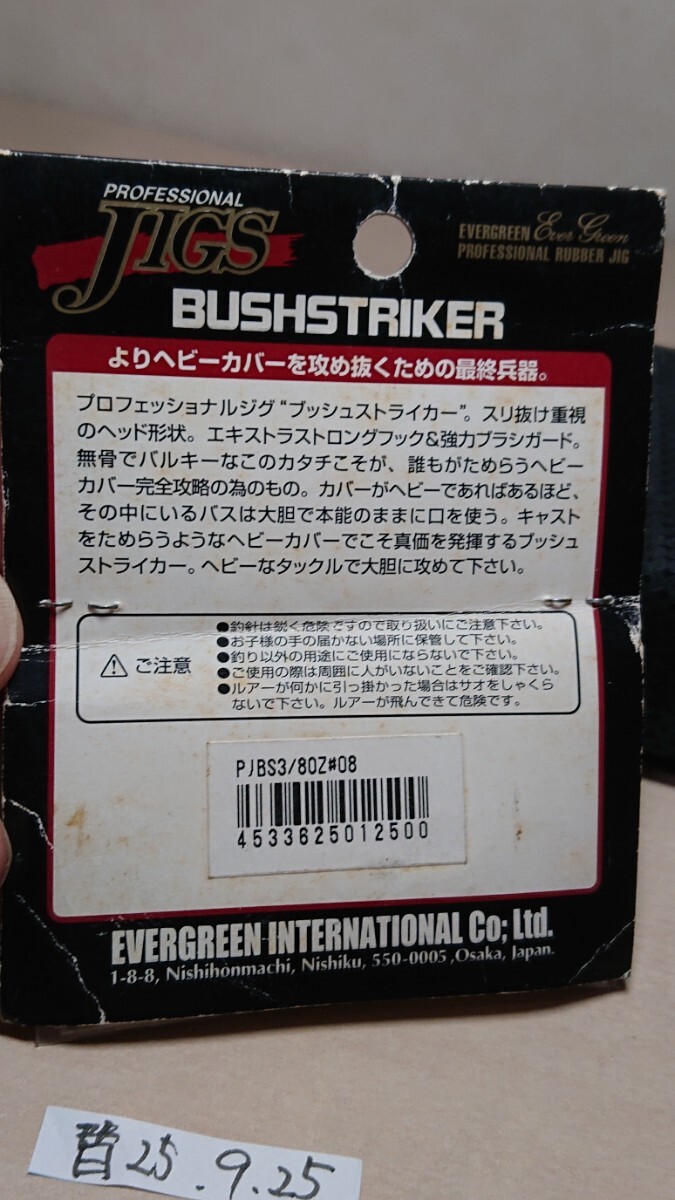 PROFESSIONAL
JIGS
EVERGREEN Ever Green
PROFESSIONAL RUBBER JIG
BUSHSTRIKER
よりヘビーカバーを攻め抜くための最終兵器。
プロフェッショナルジグ“ブッシュストライカー”。スリ抜け重視
のヘッド形状。エキストラストロングフック&強力ブラシガード。
無骨でバルキーなこのカタチこそが、誰もがためらうヘビー
カバー完全攻略の為のもの。カバーがヘビーであればあるほど、
その中にいるバスは大胆で本能のままに口を使う。キャスト
をためらうようなヘビーカバーでこそ真価を発揮するブッシュ
ストライカー。ヘビーなタックルで大胆に攻めて下さい。
⚠ ご注意
●釣針は鋭く危険ですので取り扱いにご注意下さい。
●お子様の手の届かない場所に保管して下さい。
●釣り以外の用途にご使用にならないで下さい。
●ご使用の際は周囲に人がいないことをご確認下さい。
●ルアーが何かに引っ掛かった場合はサオをしゃくら
ないで下さい。ルアーが飛んできて危険です。
PJBS3/8OZ#08
4533625012500
EVERGREEN INTERNATIONAL Co; Ltd.
1-8-8, Nishihonmachi, Nishiku, 550-0005 ,Osaka, Japan.
25.9.25